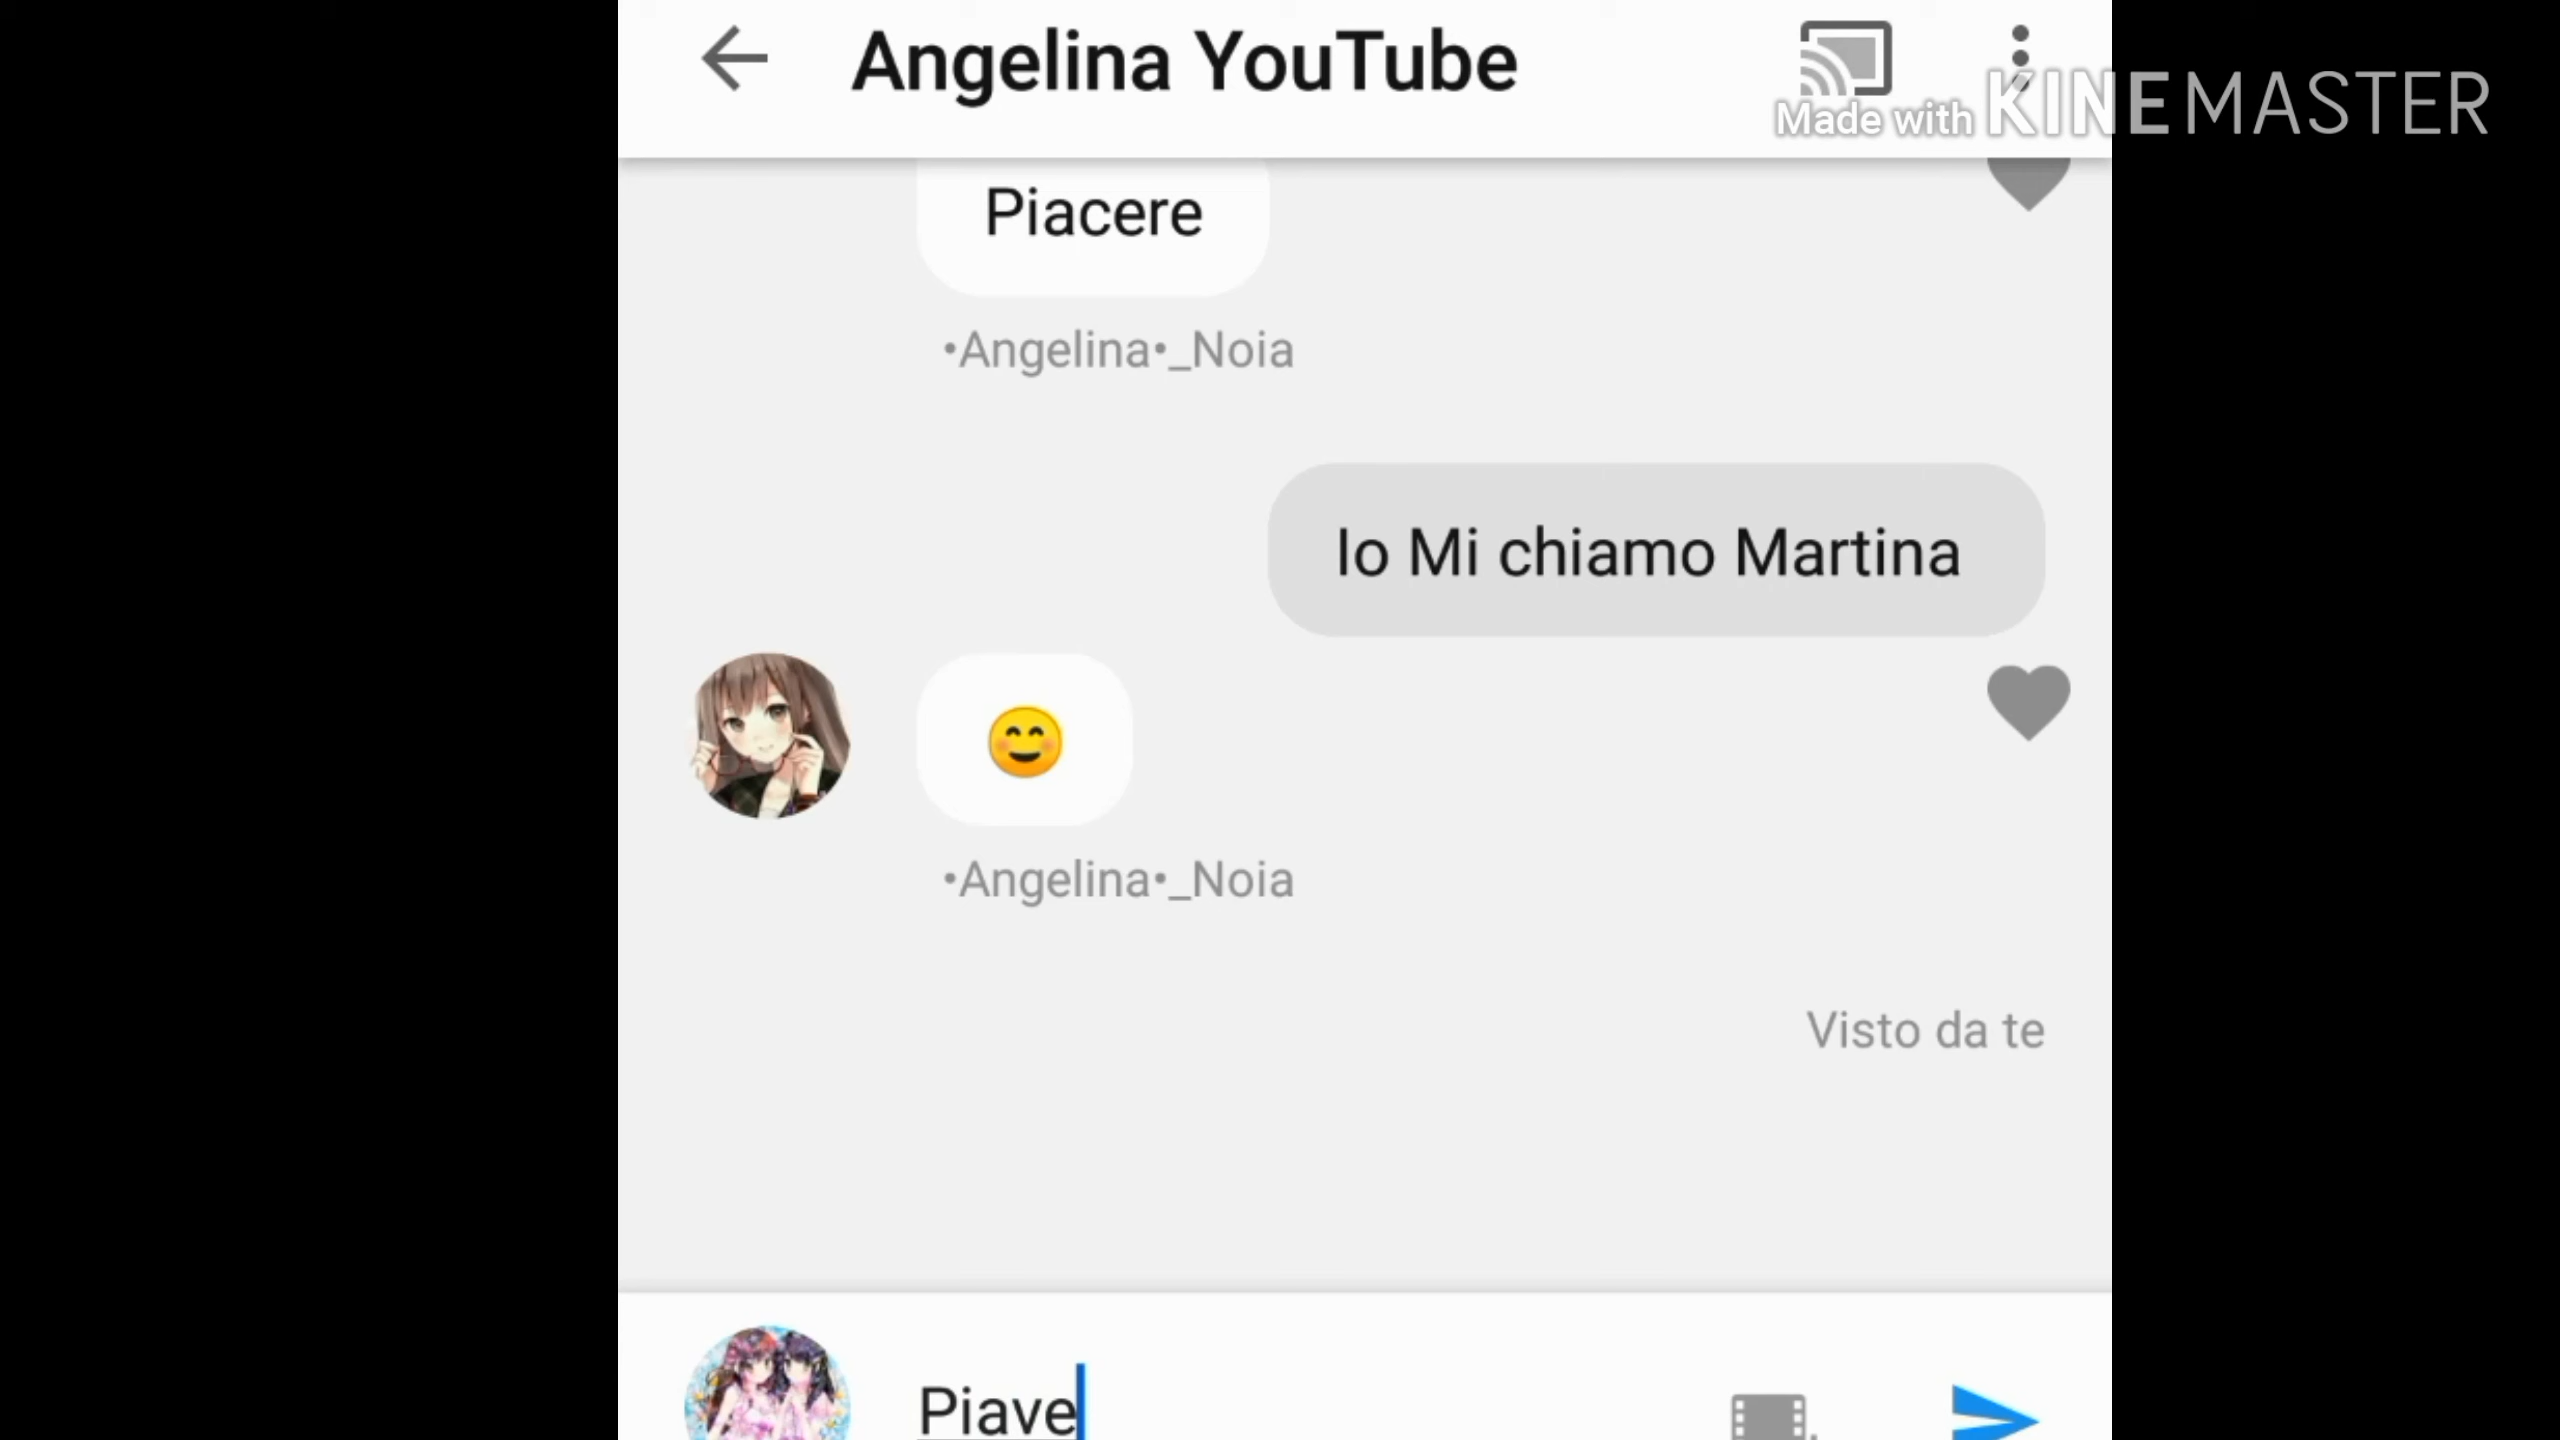 Angelina YouTube
Made with KINEMASTER
Piacere
•Angelina•_Noia
Io Mi chiamo Martina
😊
•Angelina•_Noia
Visto da te
Piave